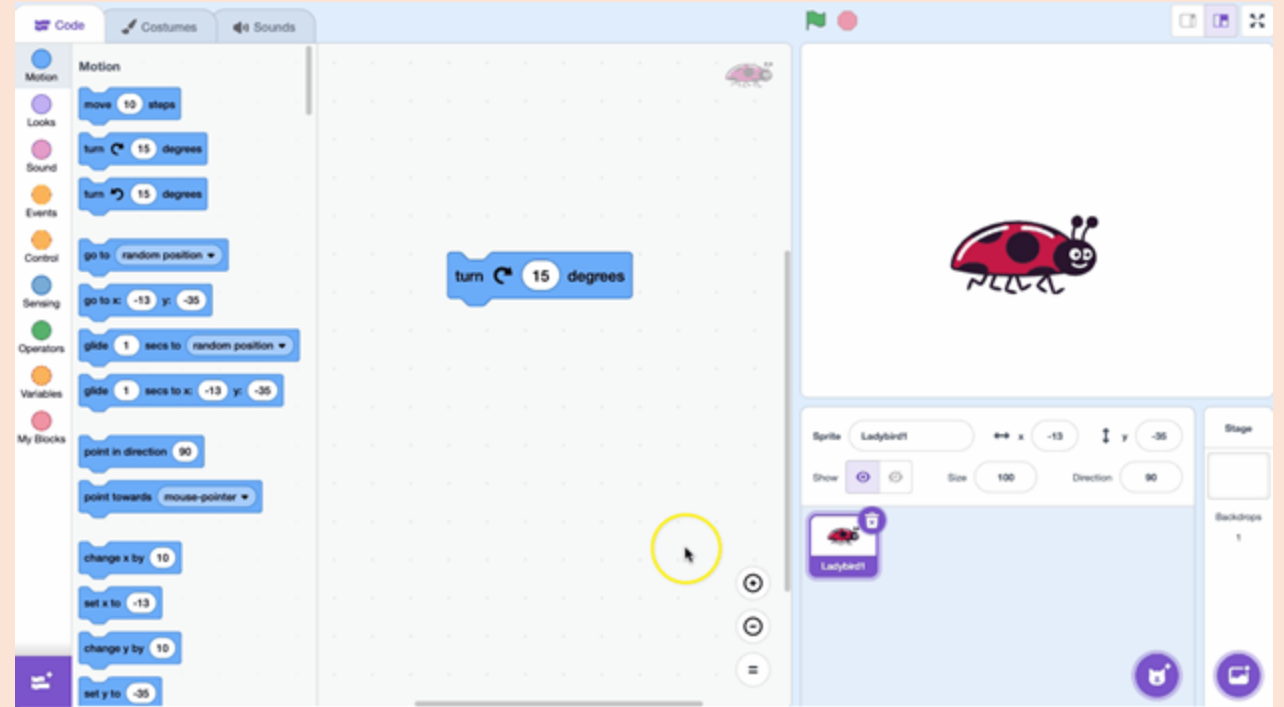 Code
Costumes
Sounds
Motion
Looks
Sound
Events
Control
Sensing
Operators
Variables
My Blocks
Motion
move 10 steps
turn 15 degrees
turn 15 degrees
go to random position
go to x: -13 y: -35
glide 1 secs to random position
glide 1 secs to x: -13 y: -35
point in direction 90
point towards mouse-pointer
change x by 10
set x to -13
change y by 10
set y to -35
turn 15 degrees
Sprite Ladybird1 x -13 y -35
Show Size 100 Direction 90
Ladybird1
Stage
Backdrops
1